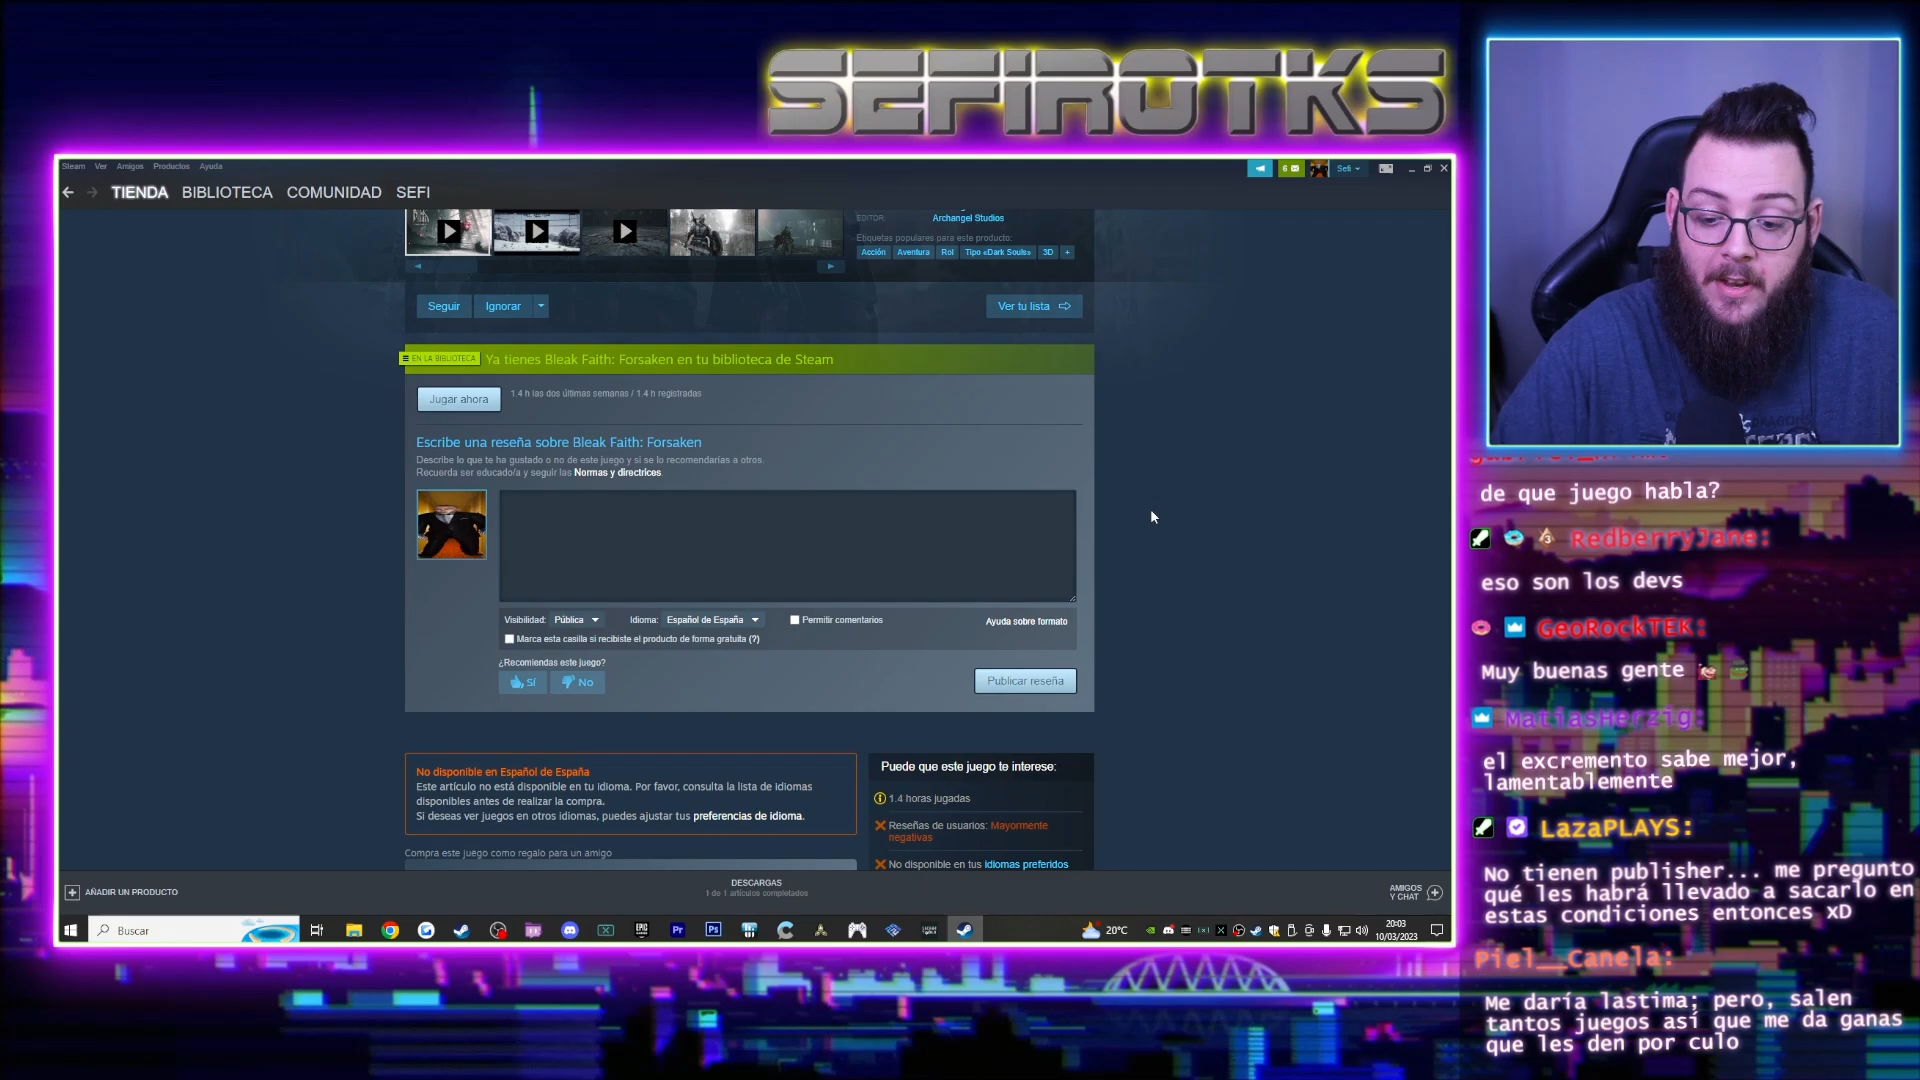 SEFIROTKS
Steam Ver Amigos Productos Ayuda
6 Sefi
TIENDA BIBLIOTECA COMUNIDAD SEFI
EDITOR: Archangel Studios
Etiquetas populares para este producto:
Acción Aventura Rol Tipo «Dark Souls» 3D +
Seguir Ignorar Ver tu lista
EN LA BIBLIOTECA Ya tienes Bleak Faith: Forsaken en tu biblioteca de Steam
Jugar ahora 1.4 h las dos últimas semanas / 1.4 h registradas
Escribe una reseña sobre Bleak Faith: Forsaken
Describe lo que te ha gustado o no de este juego y si se lo recomendarías a otros.
Recuerda ser educado/a y seguir las Normas y directrices.
Visibilidad: Pública Idioma: Español de España Permitir comentarios Ayuda sobre formato
Marca esta casilla si recibiste el producto de forma gratuita (?)
¿Recomiendas este juego?
Sí No Publicar reseña
No disponible en Español de España
Este artículo no está disponible en tu idioma. Por favor, consulta la lista de idiomas
disponibles antes de realizar la compra.
Si deseas ver juegos en otros idiomas, puedes ajustar tus preferencias de idioma.
Compra este juego como regalo para un amigo
Puede que este juego te interese:
1.4 horas jugadas
Reseñas de usuarios: Mayormente
negativas
No disponible en tus idiomas preferidos
AÑADIR UN PRODUCTO
DESCARGAS
1 de 1 artículos completados
AMIGOS
Y CHAT
Buscar
20°C
20:03
10/03/2023
de que juego habla?
RedberryJane:
eso son los devs
GeoRockTEK:
Muy buenas gente
MatiasHerzig:
el excremento sabe mejor,
lamentablemente
LazaPLAYS:
No tienen publisher... me pregunto
qué les habrá llevado a sacarlo en
estas condiciones entonces xD
Piel__Canela:
Me daría lastima; pero, salen
tantos juegos así que me da ganas
que les den por culo